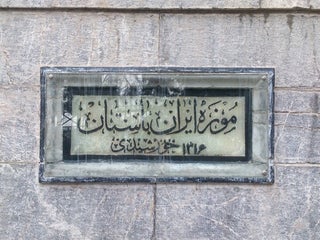 موزه ایران باستان
۱۳۱۶ خورشیدی